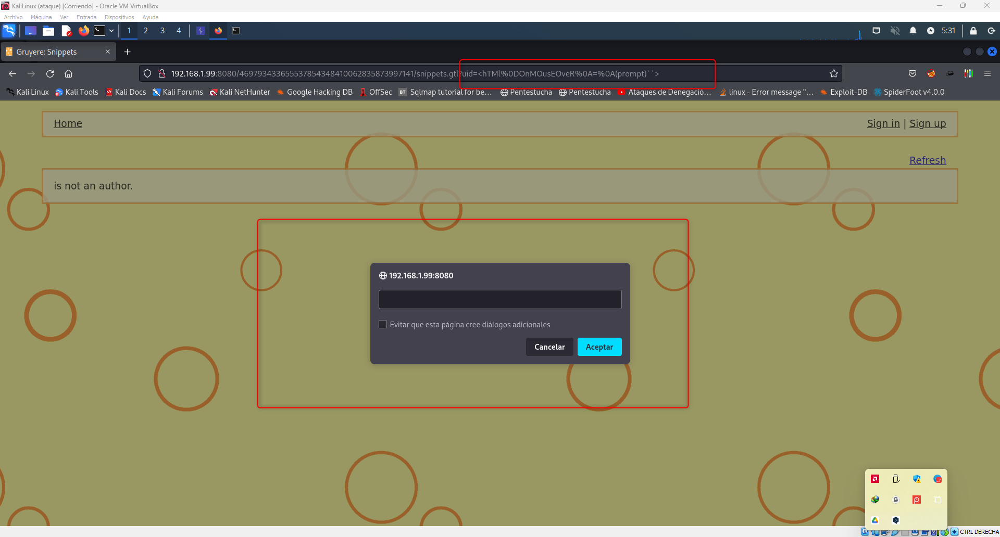 KaliLinux (ataque) [Corriendo] - Oracle VM VirtualBox
Archivo Máquina Ver Entrada Dispositivos Ayuda
1 2 3 4 5:31
Gruyere: Snippets
192.168.1.99:8080/469793433655537854348410062835873997141/snippets.gtl?uid=<hTMl%0DOnMOusEOveR%0A=%0A(prompt)``>
Kali Linux Kali Tools Kali Docs Kali Forums Kali NetHunter Google Hacking DB OffSec BT Sqlmap tutorial for be... Pentestucha Pentestucha Ataques de Denegació... linux - Error message "... Exploit-DB SpiderFoot v4.0.0
Home Sign in | Sign up
Refresh
is not an author.
192.168.1.99:8080
Evitar que esta página cree diálogos adicionales
Cancelar Aceptar
CTRL DERECHA